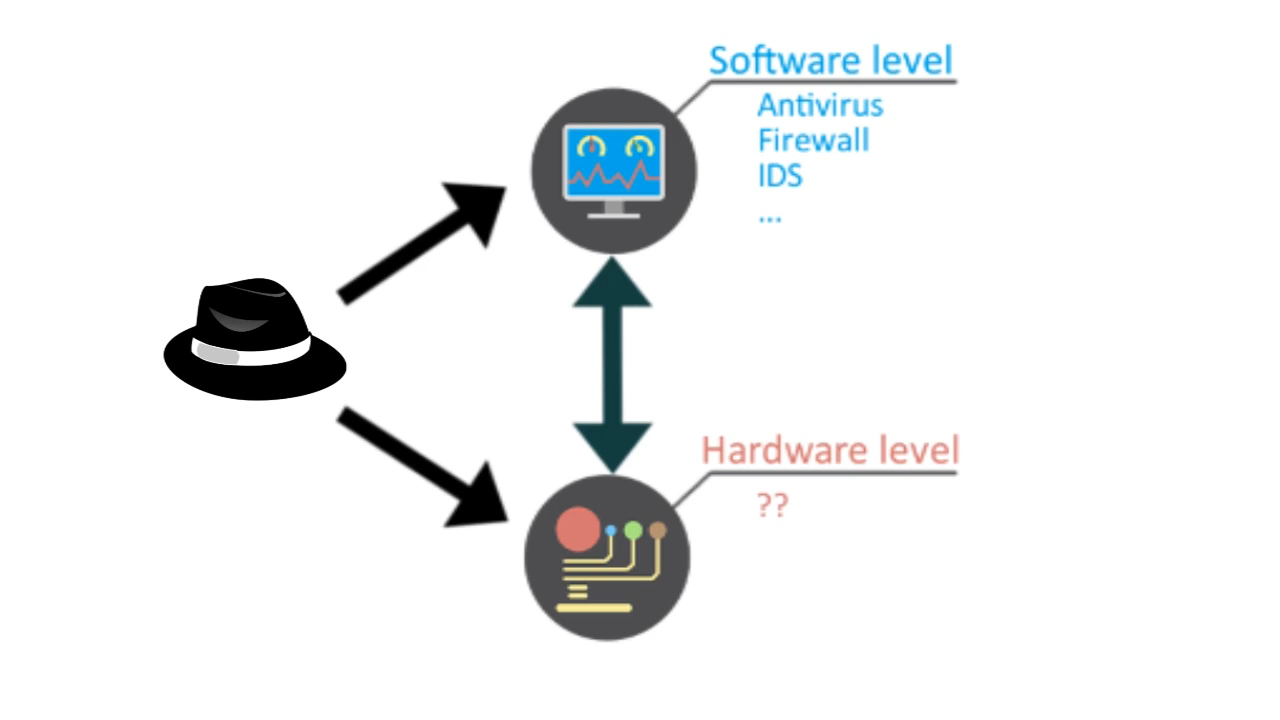 Software level
Antivirus
Firewall
IDS
...
Hardware level
??